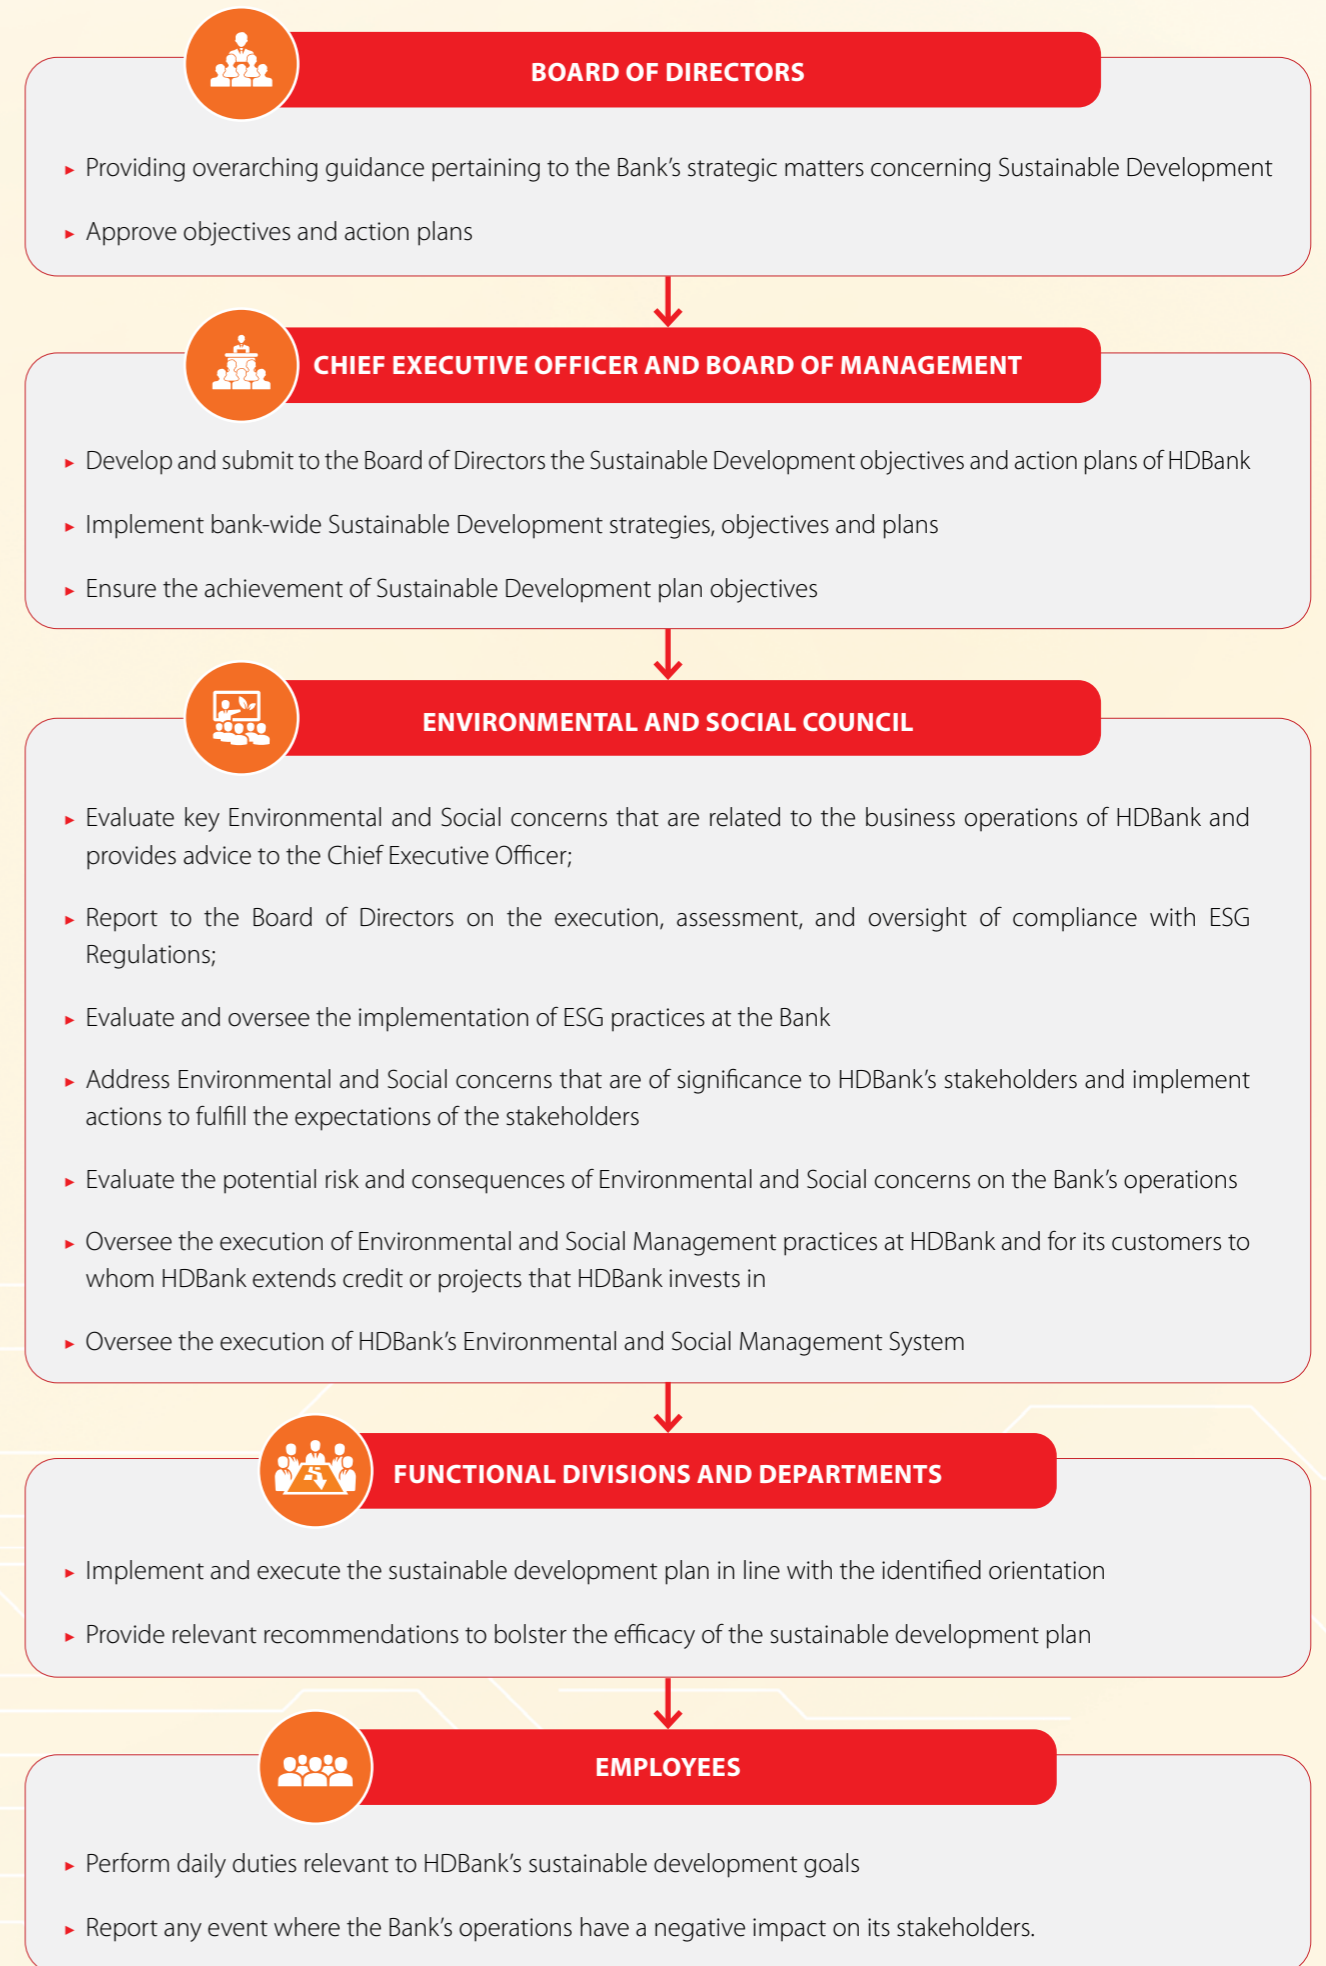 BOARD OF DIRECTORS
▸ Providing overarching guidance pertaining to the Bank's strategic matters concerning Sustainable Development
▸ Approve objectives and action plans
CHIEF EXECUTIVE OFFICER AND BOARD OF MANAGEMENT
▸ Develop and submit to the Board of Directors the Sustainable Development objectives and action plans of HDBank
▸ Implement bank-wide Sustainable Development strategies, objectives and plans
▸ Ensure the achievement of Sustainable Development plan objectives
ENVIRONMENTAL AND SOCIAL COUNCIL
▸ Evaluate key Environmental and Social concerns that are related to the business operations of HDBank and
provides advice to the Chief Executive Officer;
▸ Report to the Board of Directors on the execution, assessment, and oversight of compliance with ESG
Regulations;
▸ Evaluate and oversee the implementation of ESG practices at the Bank
▸ Address Environmental and Social concerns that are of significance to HDBank's stakeholders and implement
actions to fulfill the expectations of the stakeholders
▸ Evaluate the potential risk and consequences of Environmental and Social concerns on the Bank's operations
▸ Oversee the execution of Environmental and Social Management practices at HDBank and for its customers to
whom HDBank extends credit or projects that HDBank invests in
▸ Oversee the execution of HDBank's Environmental and Social Management System
FUNCTIONAL DIVISIONS AND DEPARTMENTS
▸ Implement and execute the sustainable development plan in line with the identified orientation
▸ Provide relevant recommendations to bolster the efficacy of the sustainable development plan
EMPLOYEES
▸ Perform daily duties relevant to HDBank's sustainable development goals
▸ Report any event where the Bank's operations have a negative impact on its stakeholders.